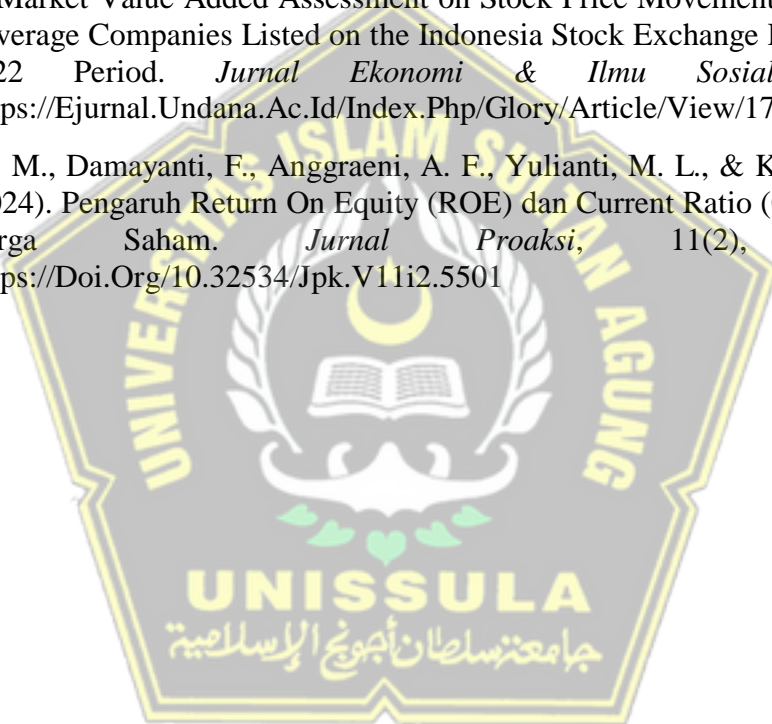 Market Value Added Assessment on Stock Price Movement
verage Companies Listed on the Indonesia Stock Exchange
22 Period. Jurnal Ekonomi & Ilmu Sosial
ps://Ejurnal.Undana.Ac.Id/Index.Php/Glory/Article/View/17
M., Damayanti, F., Anggraeni, A. F., Yulianti, M. L., & K
024). Pengaruh Return On Equity (ROE) dan Current Ratio (
rga Saham. Jurnal Proaksi, 11(2),
ps://Doi.Org/10.32534/Jpk.V11i2.5501
UNIVERSITAS ISLAM SULTAN AGUNG
UNISSULA
جامعة سلطان أجونج الإسلامية